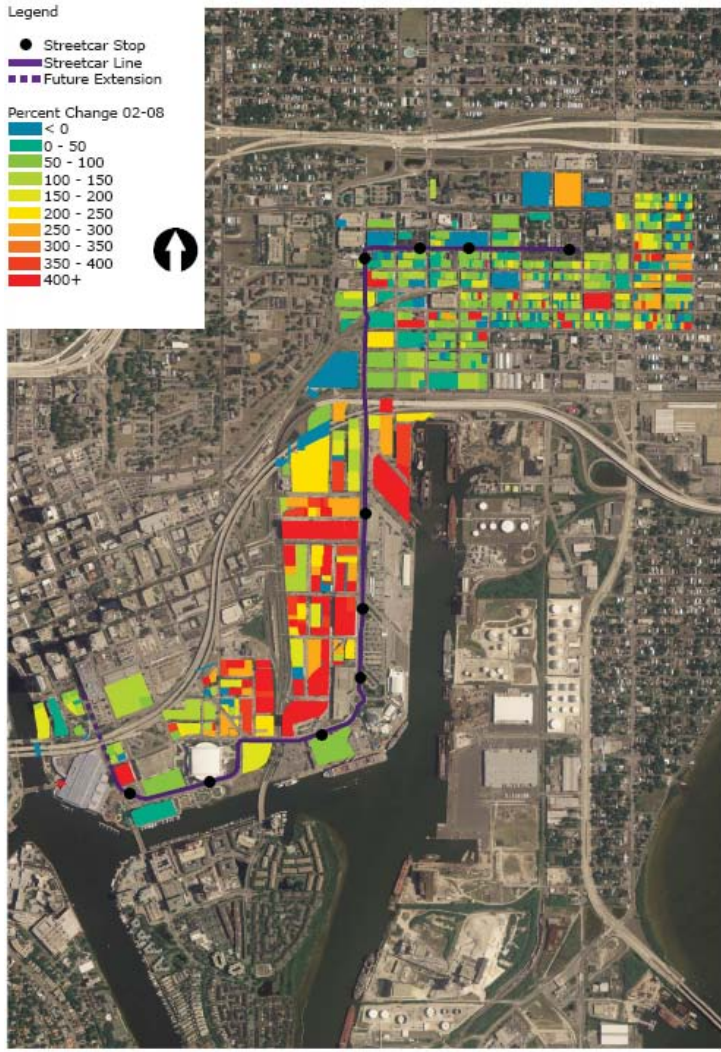 Legend
Streetcar Stop
Streetcar Line
Future Extension
Percent Change 02-08
< 0
0 - 50
50 - 100
100 - 150
150 - 200
200 - 250
250 - 300
300 - 350
350 - 400
400+